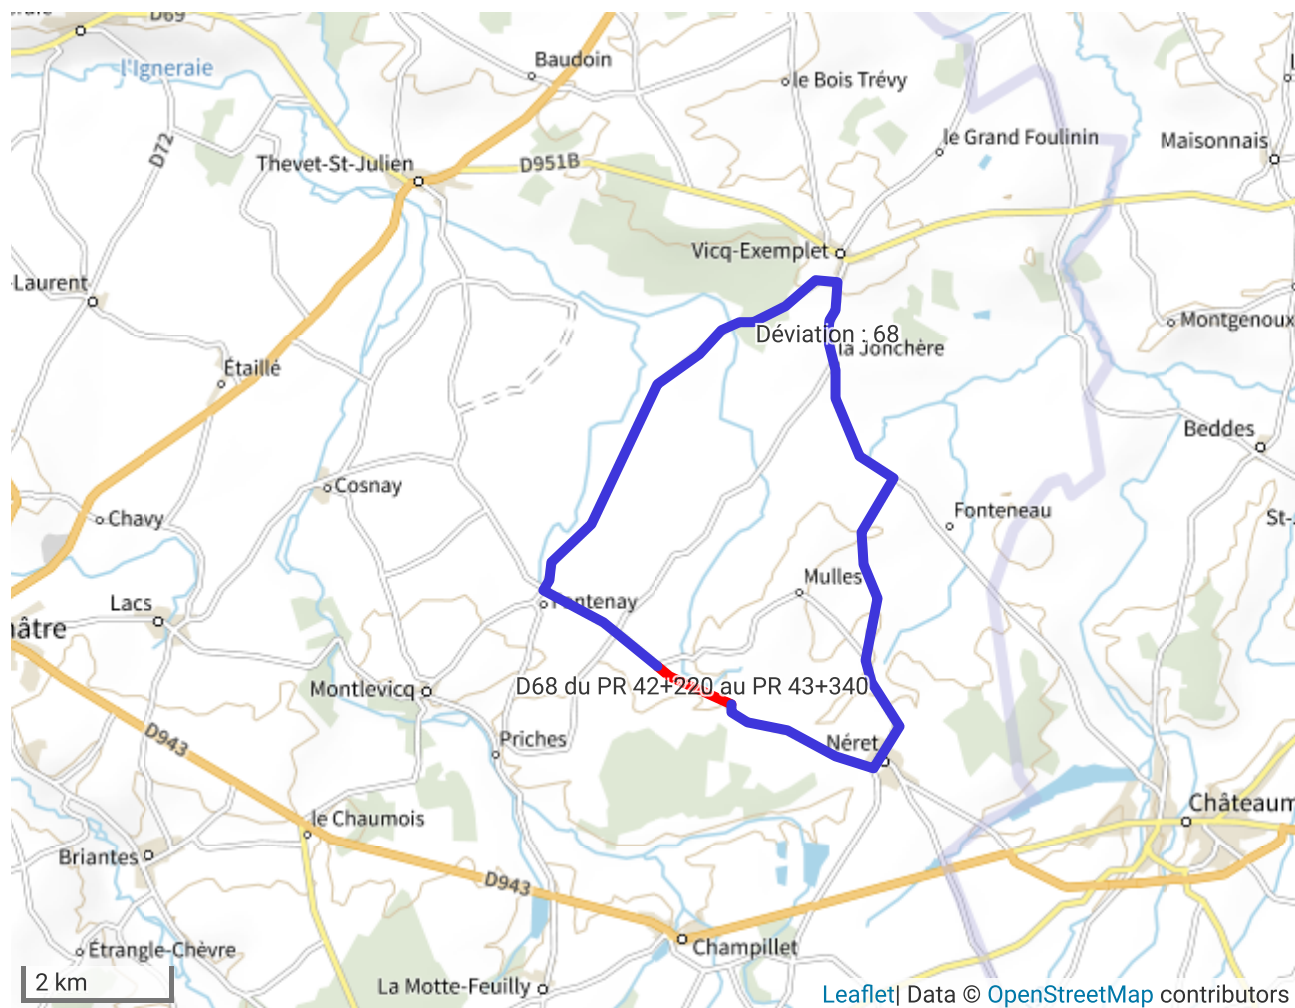 D69
l'Igneraie
Baudoin
le Bois Trévy
le Grand Foulinin
Maisonnais
D72
Thevet-St-Julien
D951B
Vicq-Exemplet
-Laurent
Montgenoux
Déviation : 68
la Jonchère
Étaillé
Beddes
Cosnay
Chavy
Fonteneau
St-
Mulles
Lacs
Fontenay
hâtre
D68 du PR 42+220 au PR 43+340
Montlevicq
D943
Priches
Néret
le Chaumois
Châteaum
Briantes
D943
Étrangle-Chèvre
Champillet
La Motte-Feuilly
2 km
Leaflet| Data © OpenStreetMap contributors